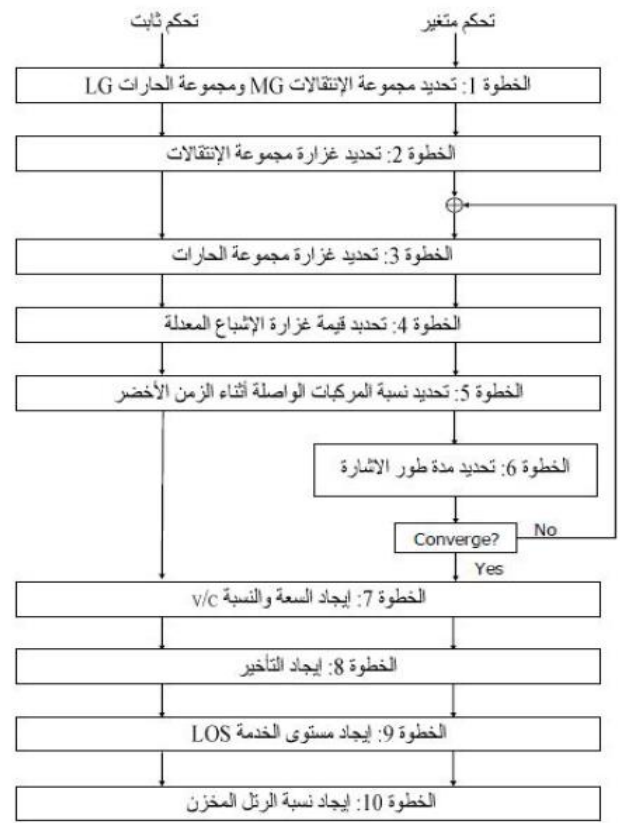 تحكم متغير
تحكم ثابت
الخطوة 1: تحديد مجموعة الإنتقالات MG ومجموعة الحارات LG
الخطوة 2: تحديد غزارة مجموعة الإنتقالات
الخطوة 3: تحديد غزارة مجموعة الحارات
الخطوة 4: تحديد قيمة غزارة الإشباع المعدلة
الخطوة 5: تحديد نسبة المركبات الواصلة أثناء الزمن الأخضر
الخطوة 6: تحديد مدة طور الاشارة
Converge?
No
Yes
الخطوة 7: إيجاد السعة والنسبة v/c
الخطوة 8: إيجاد التأخير
الخطوة 9: إيجاد مستوى الخدمة LOS
الخطوة 10: إيجاد نسبة الرتل المخزن